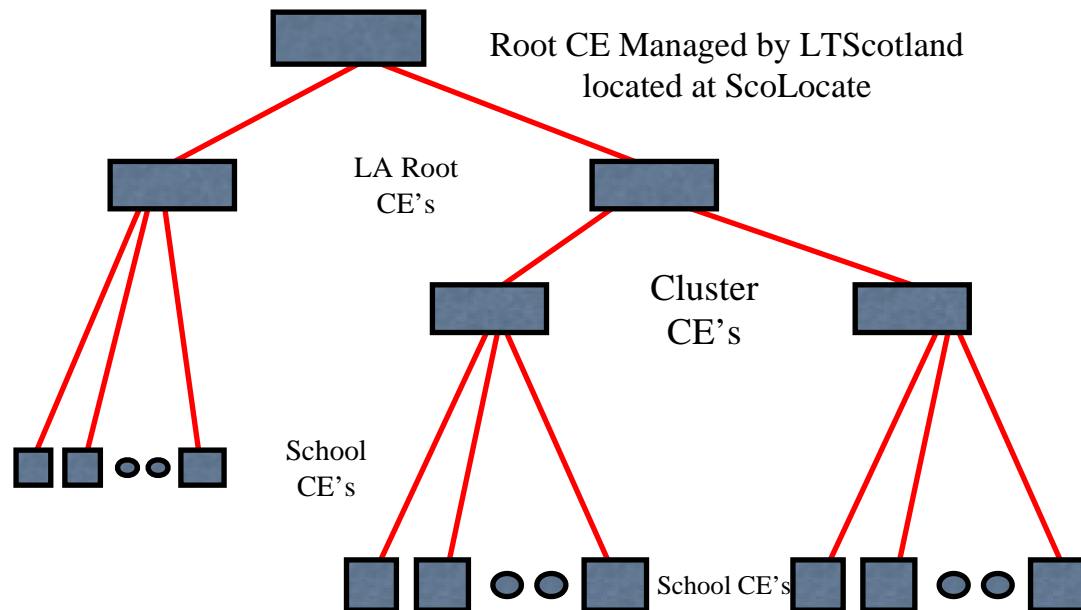 Root CE Managed by LTScotland
located at ScoLocate
LA Root
CE’s
Cluster
CE’s
School
CE’s
School CE’s